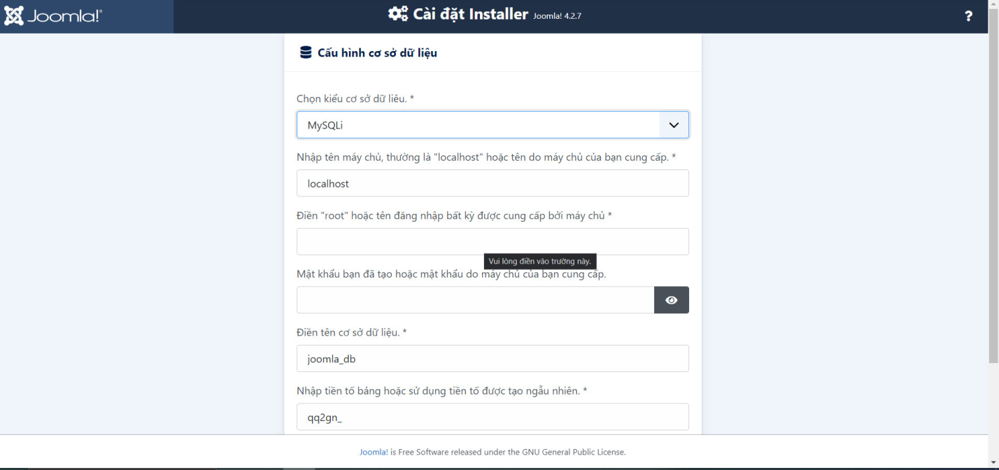 Joomla!®
Cài đặt Installer Joomla! 4.2.7
?
Cấu hình cơ sở dữ liệu
Chọn kiểu cơ sở dữ liêu. *
MySQLi
Nhập tên máy chủ, thường là "localhost" hoặc tên do máy chủ của bạn cung cấp. *
localhost
Điền "root" hoặc tên đăng nhập bất kỳ được cung cấp bởi máy chủ *
Vui lòng điền vào trường này.
Mật khẩu bạn đã tạo hoặc mật khẩu do máy chủ của bạn cung cấp.
Điền tên cơ sở dữ liệu. *
joomla_db
Nhập tiền tố bảng hoặc sử dụng tiền tố được tạo ngẫu nhiên. *
qq2gn_
Joomla! is Free Software released under the GNU General Public License.